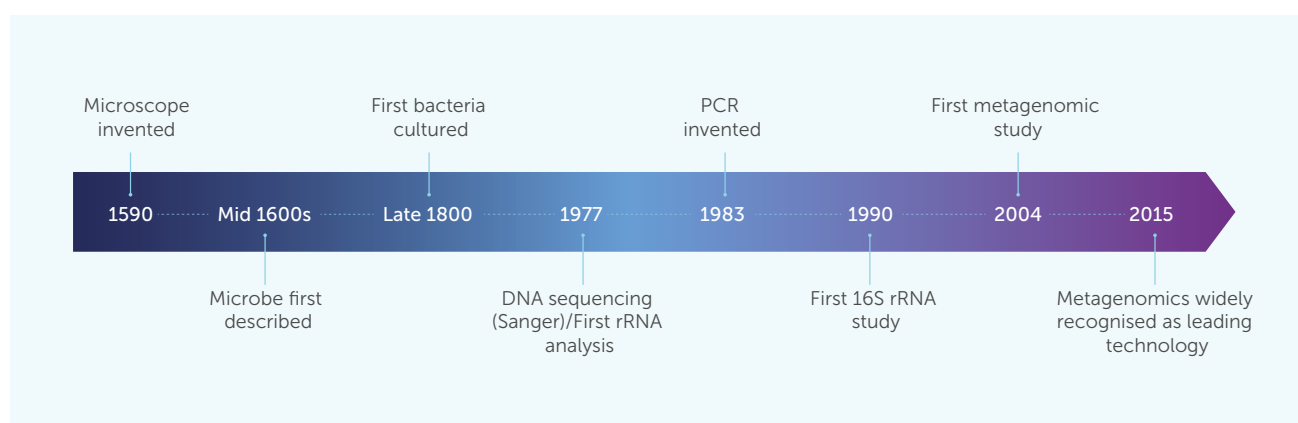 Microscope
invented
First bacteria
cultured
PCR
invented
First metagenomic
study
1590
Mid 1600s
Late 1800
1977
1983
1990
2004
2015
Microbe first
described
DNA sequencing
(Sanger)/First rRNA
analysis
First 16S rRNA
study
Metagenomics widely
recognised as leading
technology